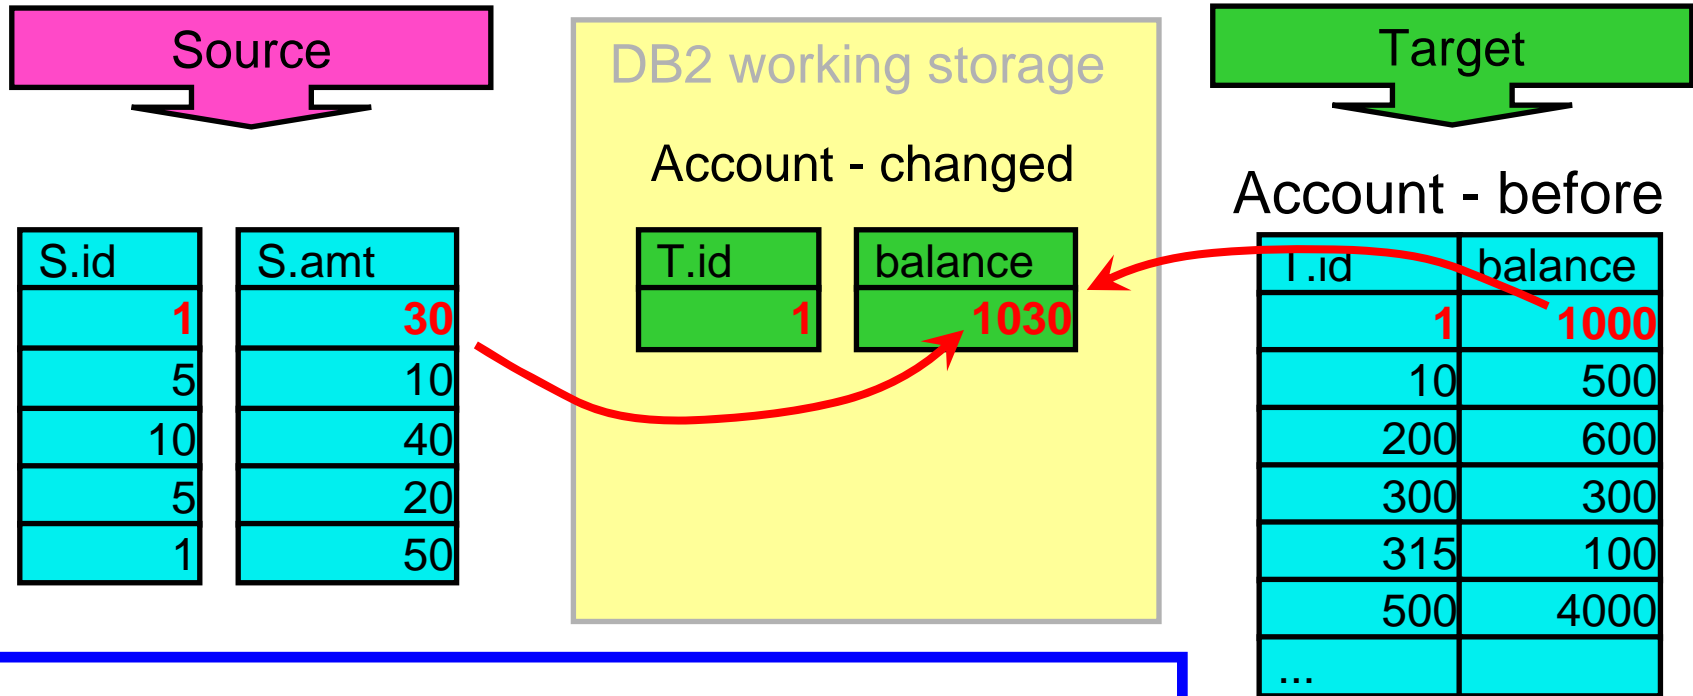 Source
S.id S.amt
1 30
5 10
10 40
5 20
1 50
DB2 working storage
Account - changed
T.id balance
1 1030
Target
Account - before
T.id balance
1 1000
10 500
200 600
300 300
315 100
500 4000
...